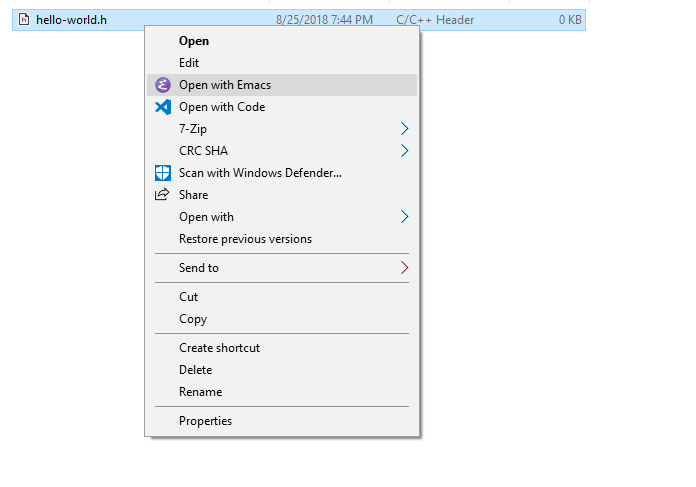 hello-world.h 8/25/2018 7:44 PM C/C++ Header 0 KB
Open
Edit
Open with Emacs
Open with Code
7-Zip
CRC SHA
Scan with Windows Defender...
Share
Open with
Restore previous versions
Send to
Cut
Copy
Create shortcut
Delete
Rename
Properties